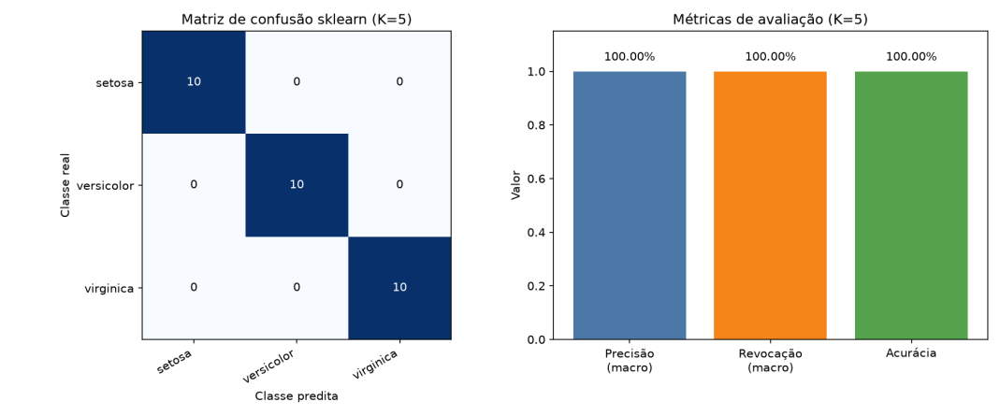 Matriz de confusão sklearn (K=5)
setosa
10
0
0
versicolor
0
10
0
virginica
0
0
10
Classe real
setosa
versicolor
virginica
Classe predita
Métricas de avaliação (K=5)
100.00%
100.00%
100.00%
1.0
0.8
0.6
0.4
0.2
0.0
Valor
Precisão
(macro)
Revocação
(macro)
Acurácia